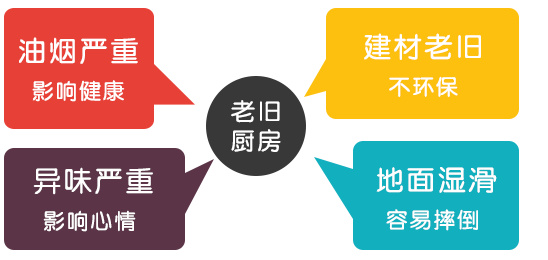 油烟严重
影响健康
建材老旧
不环保
老旧
厨房
异味严重
影响心情
地面湿滑
容易摔倒